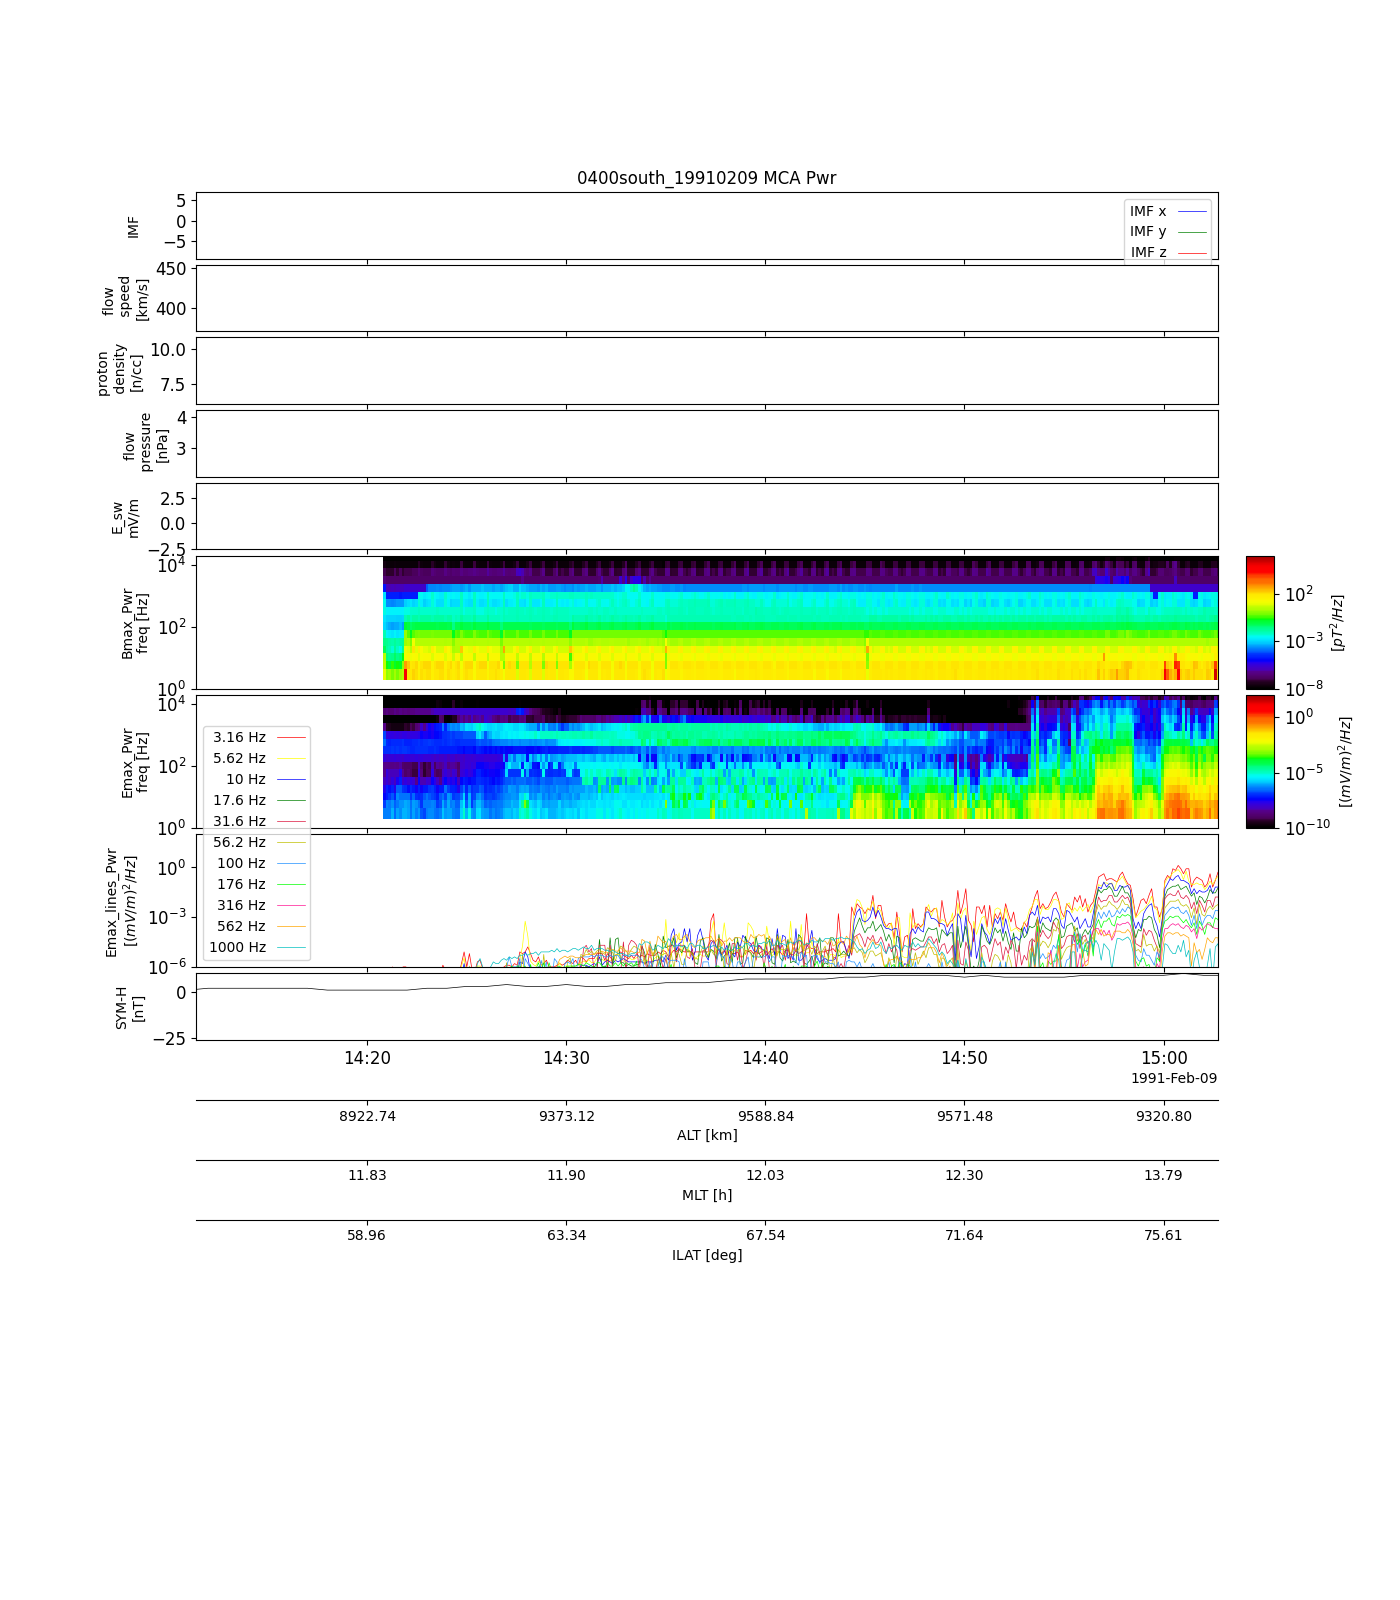 0400south_19910209 MCA Pwr
IMF
5
0
−5
IMF x
IMF y
IMF z
flow
speed
[km/s]
450
400
proton
density
[n/cc]
10.0
7.5
flow
pressure
[nPa]
4
3
E_sw
mV/m
2.5
0.0
−2.5
Bmax_Pwr
freq [Hz]
10^4
10^2
10^0
10^2
10^−3
10^−8
[pT^2/Hz]
Emax_Pwr
freq [Hz]
10^4
10^2
10^0
10^0
10^−5
10^−10
[(mV/m)^2/Hz]
3.16 Hz
5.62 Hz
10 Hz
17.6 Hz
31.6 Hz
56.2 Hz
100 Hz
176 Hz
316 Hz
562 Hz
1000 Hz
Emax_lines_Pwr
[(mV/m)^2/Hz]
10^0
10^−3
10^−6
SYM-H
[nT]
0
−25
14:20 14:30 14:40 14:50 15:00
1991-Feb-09
8922.74 9373.12 9588.84 9571.48 9320.80
ALT [km]
11.83 11.90 12.03 12.30 13.79
MLT [h]
58.96 63.34 67.54 71.64 75.61
ILAT [deg]